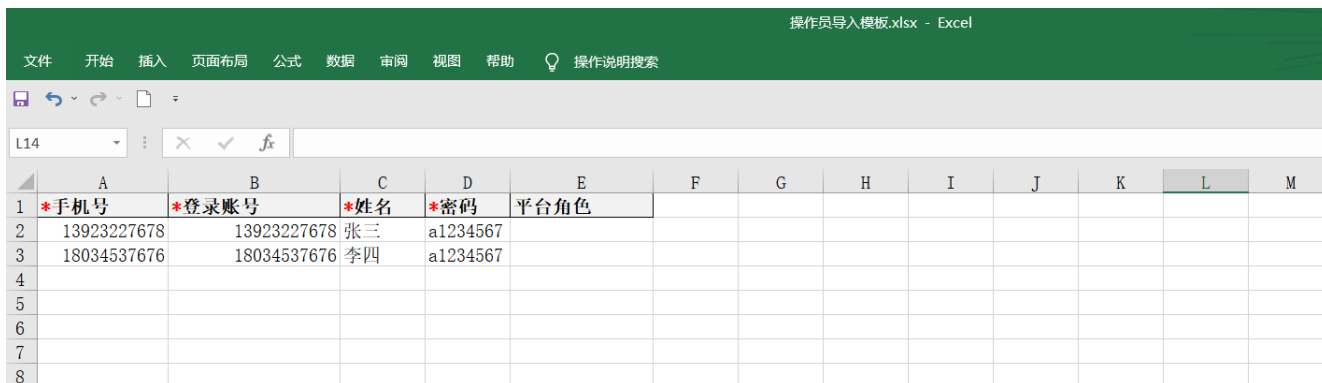 操作员导入模板.xlsx - Excel
文件 开始 插入 页面布局 公式 数据 审阅 视图 帮助 操作说明搜索
L14 fx
A B C D E F G H I J K L M
1 *手机号 *登录账号 *姓名 *密码 平台角色
2 13923227678 13923227678 张三 a1234567
3 18034537676 18034537676 李四 a1234567
4
5
6
7
8